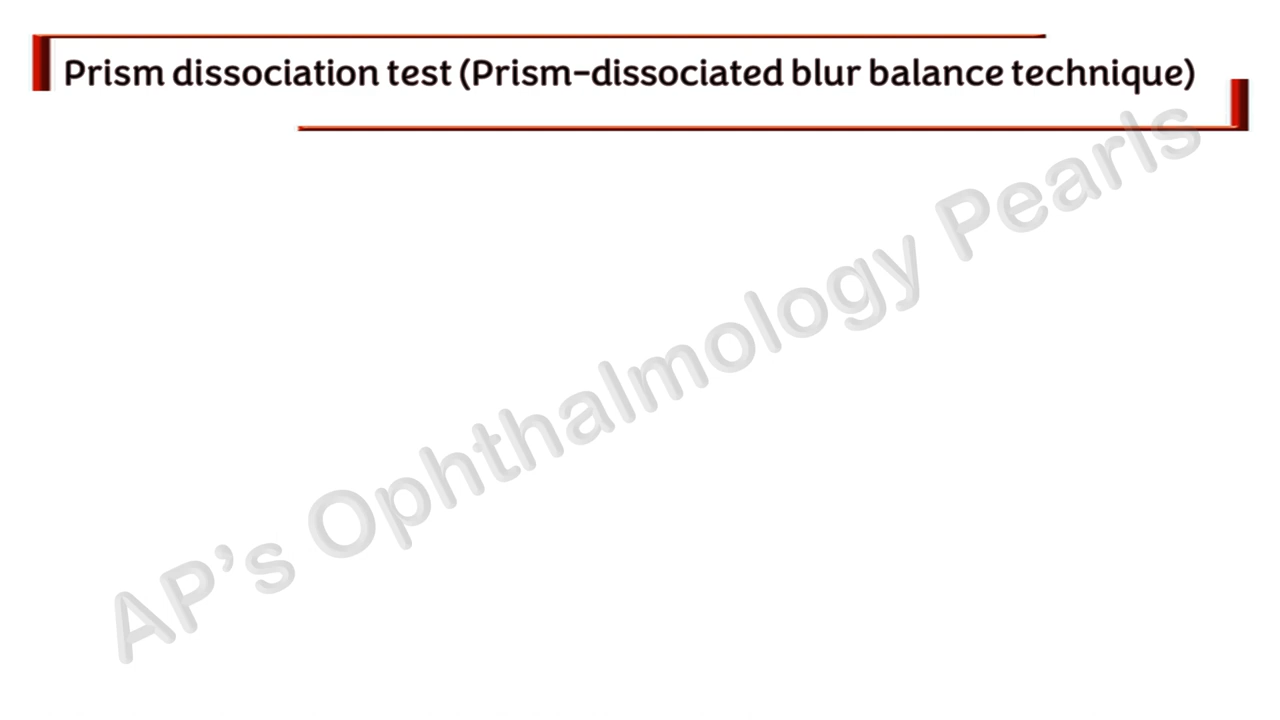 Prism dissociation test (Prism-dissociated blur balance technique)
AP's Ophthalmology Pearls